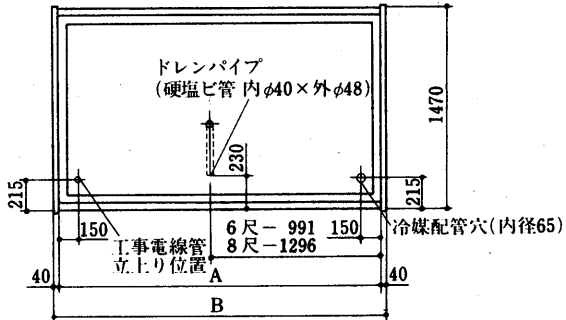 ドレンパイプ
(硬塩ビ管 内φ40×外φ48)
1470
230
215
215
150
6尺－ 991
8尺－1296
150
冷媒配管穴(内径65)
工事電線管
立上り位置
40
A
40
B